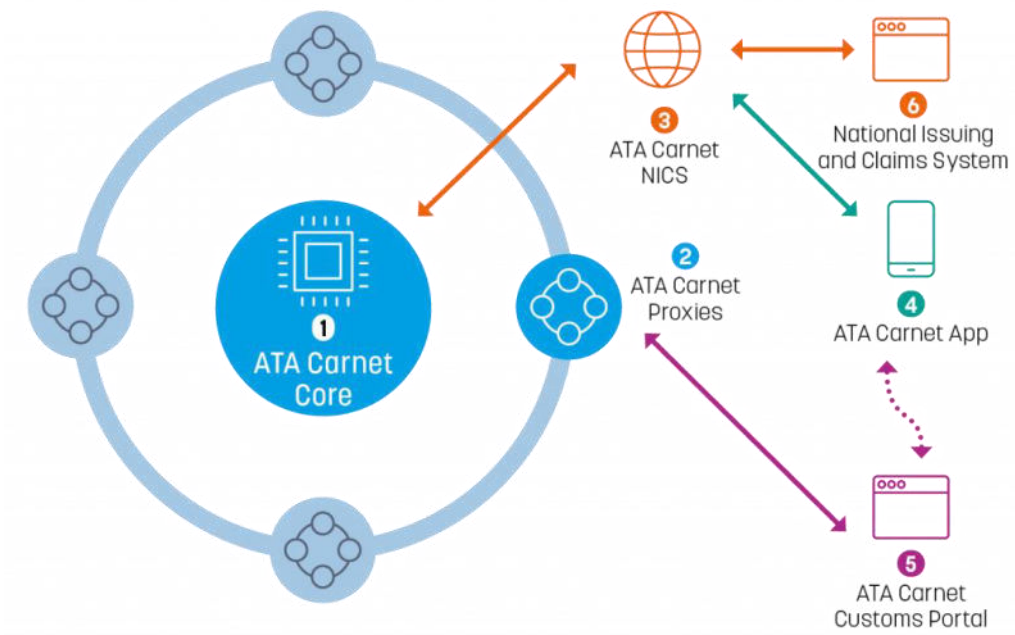 1
ATA Carnet
Core
2
ATA Carnet
Proxies
3
ATA Carnet
NICS
6
National Issuing
and Claims System
4
ATA Carnet App
5
ATA Carnet
Customs Portal